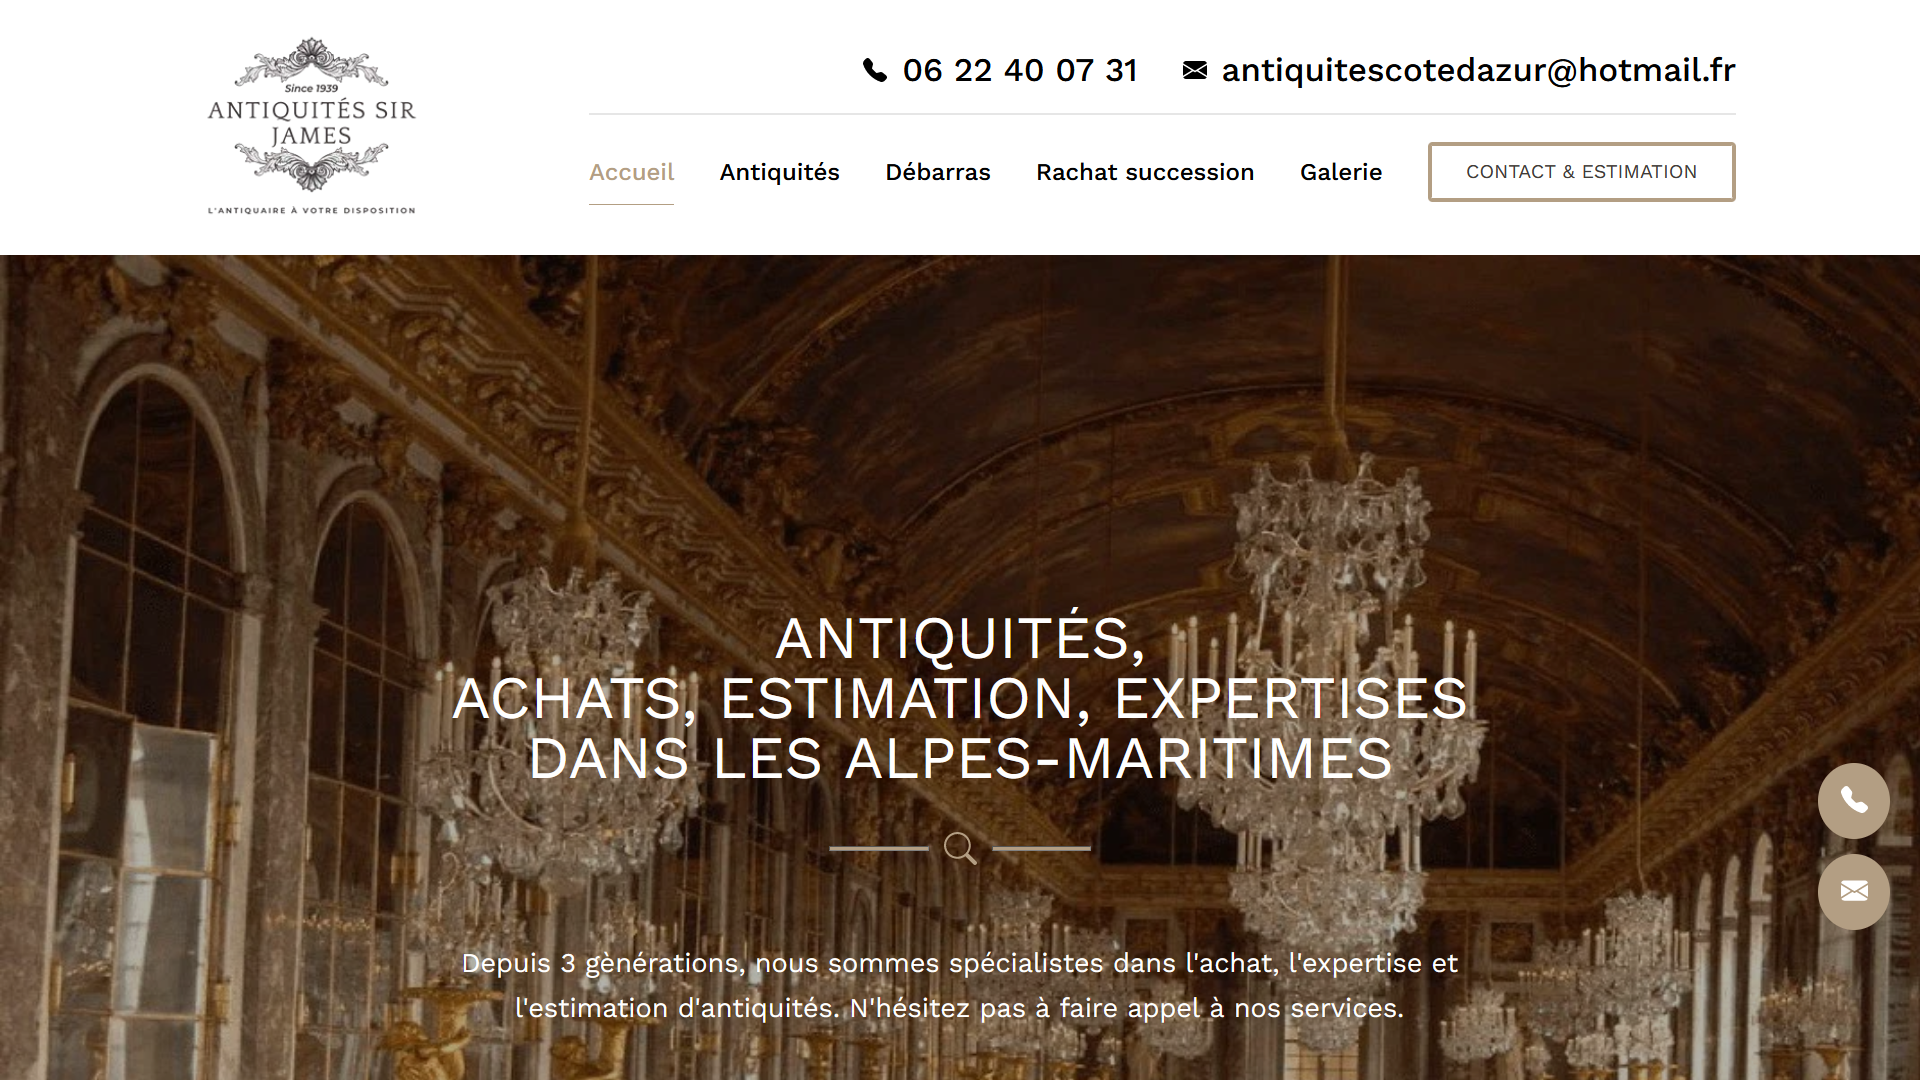 Since 1939
ANTIQUITÉS SIR
JAMES
L'ANTIQUAIRE À VOTRE DISPOSITION
06 22 40 07 31
antiquitescotedazur@hotmail.fr
Accueil
Antiquités
Débarras
Rachat succession
Galerie
CONTACT & ESTIMATION
ANTIQUITÉS,
ACHATS, ESTIMATION, EXPERTISES
DANS LES ALPES-MARITIMES
Depuis 3 gènérations, nous sommes spécialistes dans l'achat, l'expertise et
l'estimation d'antiquités. N'hésitez pas à faire appel à nos services.